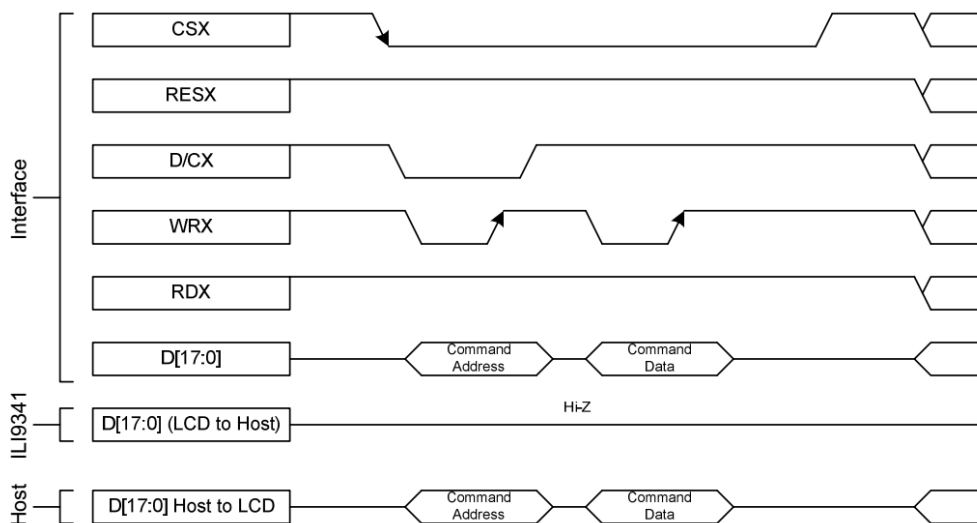 CSX
RESX
D/CX
WRX
RDX
D[17:0]
Command
Address
Command
Data
Interface
Hi-Z
D[17:0] (LCD to Host)
ILI9341
D[17:0] Host to LCD
Command
Address
Command
Data
Host